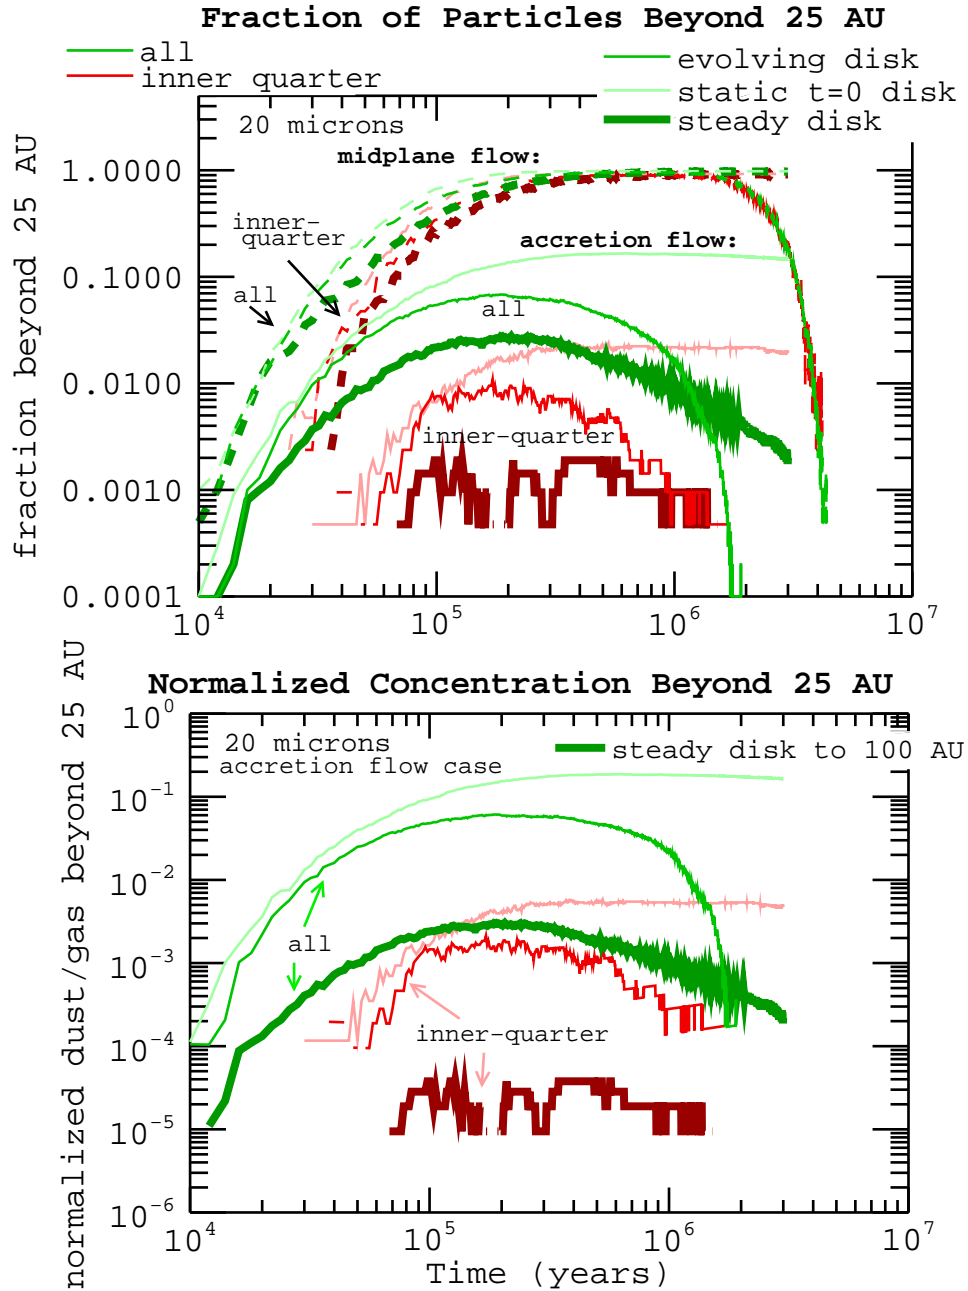 Fraction of Particles Beyond 25 AU
all
inner quarter
evolving disk
static t=0 disk
steady disk
20 microns
midplane flow:
inner-
quarter
all
accretion flow:
all
inner-quarter
fraction beyond 25 AU
1.0000
0.1000
0.0100
0.0010
0.0001
10^4
10^5
10^6
10^7
Normalized Concentration Beyond 25 AU
20 microns
accretion flow case
steady disk to 100 AU
all
inner-quarter
normalized dust/gas beyond 25 AU
10^0
10^-1
10^-2
10^-3
10^-4
10^-5
10^-6
10^4
10^5
10^6
10^7
Time (years)